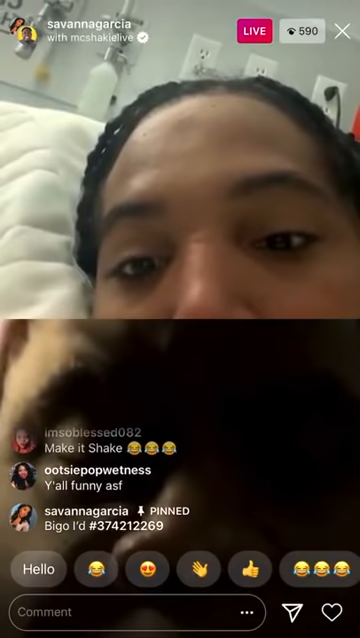 savannagarcia
with mcshakielive
LIVE
590
imsoblessed082
Make it Shake 😂😂😂
ootsiepopwetness
Y'all funny asf
savannagarcia PINNED
Bigo I'd #374212269
Hello 😂 😍 👋 👍 😂😂😂
Comment